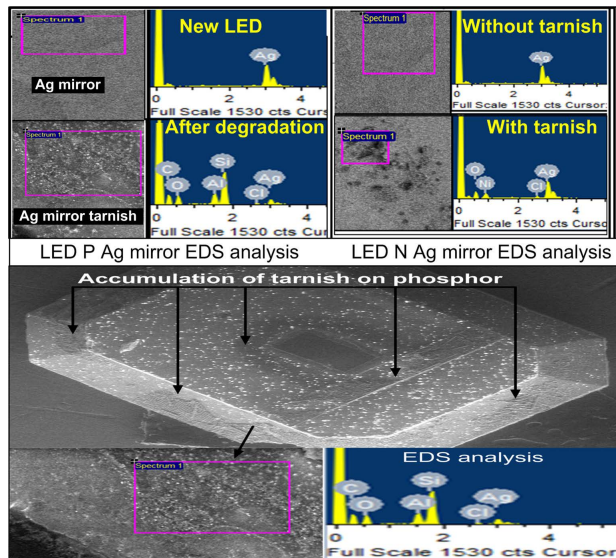 Spectrum 1
New LED
Ag
Ag mirror
0 2 4
Full Scale 1530 cts Cursor
Spectrum 1
Without tarnish
Ag
0 2 4
Full Scale 1530 cts Cursor:
Spectrum 1
After degradation
C O Al Si Cl Ag
Ag mirror tarnish
0 2 4
Full Scale 1530 cts Cursor
Spectrum 1
With tarnish
O Ni Cl Ag
0 2 4
Full Scale 1530 cts Cursor:
LED P Ag mirror EDS analysis
LED N Ag mirror EDS analysis
Accumulation of tarnish on phosphor
Spectrum 1
EDS analysis
C O Al Si Cl Ag
0 2 4
Full Scale 1530 cts Cursor: